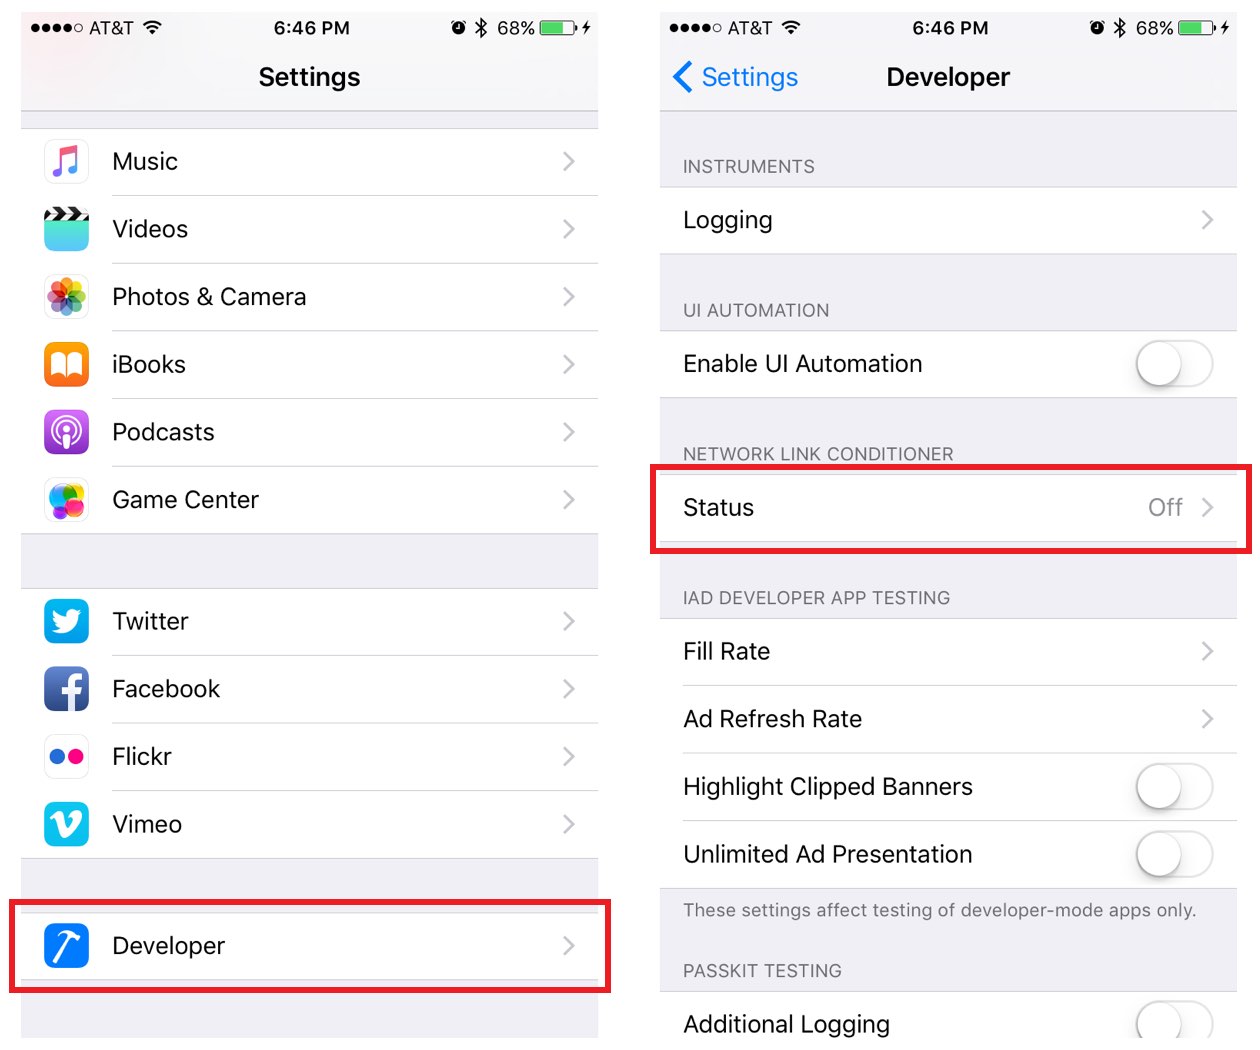 AT&T 6:46 PM 68%
Settings
Music
Videos
Photos & Camera
iBooks
Podcasts
Game Center
Twitter
Facebook
Flickr
Vimeo
Developer
AT&T 6:46 PM 68%
Settings Developer
INSTRUMENTS
Logging
UI AUTOMATION
Enable UI Automation
NETWORK LINK CONDITIONER
Status Off
IAD DEVELOPER APP TESTING
Fill Rate
Ad Refresh Rate
Highlight Clipped Banners
Unlimited Ad Presentation
These settings affect testing of developer-mode apps only.
PASSKIT TESTING
Additional Logging